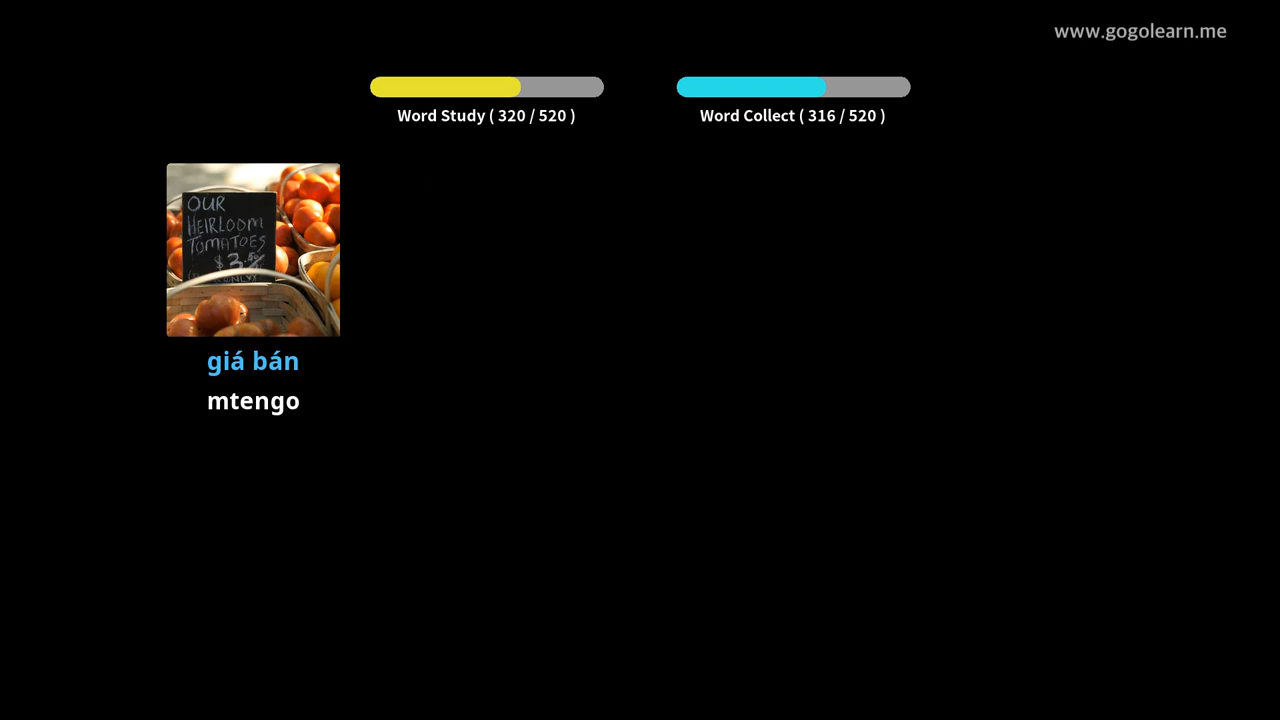 www.gogolearn.me
Word Study ( 320 / 520 )
Word Collect ( 316 / 520 )
OUR
HEIRLOOM
TOMATOES
giá bán
mtengo